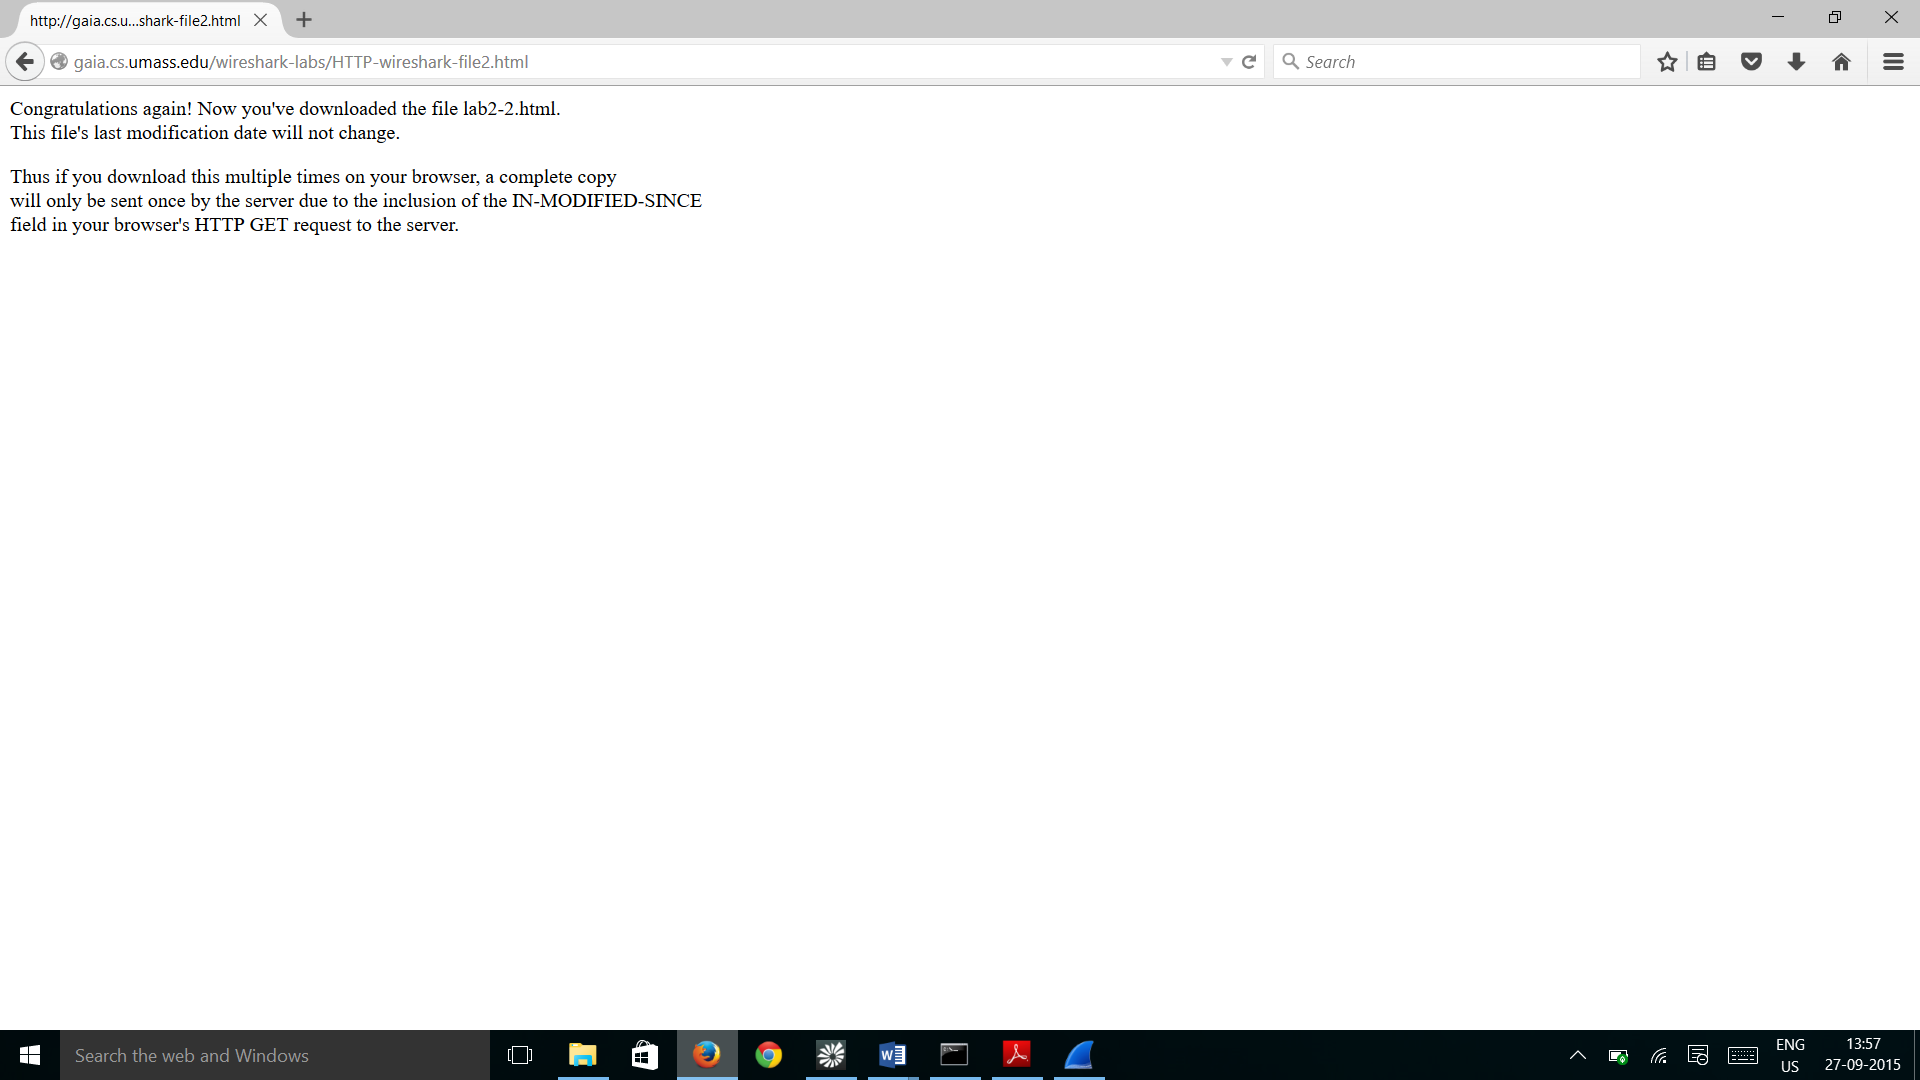 http://gaia.cs.u...shark-file2.html
gaia.cs.umass.edu/wireshark-labs/HTTP-wireshark-file2.html
Search
Congratulations again! Now you've downloaded the file lab2-2.html.
This file's last modification date will not change.
Thus if you download this multiple times on your browser, a complete copy
will only be sent once by the server due to the inclusion of the IN-MODIFIED-SINCE
field in your browser's HTTP GET request to the server.
Search the web and Windows
ENG
US
13:57
27-09-2015